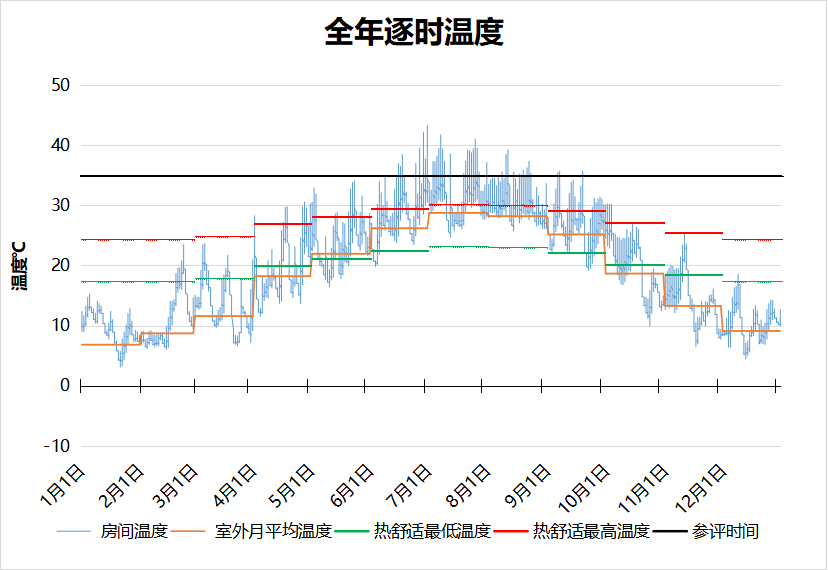 全年逐时温度
50
40
30
20
10
0
-10
温度℃
1月1日
2月1日
3月1日
4月1日
5月1日
6月1日
7月1日
8月1日
9月1日
10月1日
11月1日
12月1日
房间温度 室外月平均温度 热舒适最低温度 热舒适最高温度 参评时间